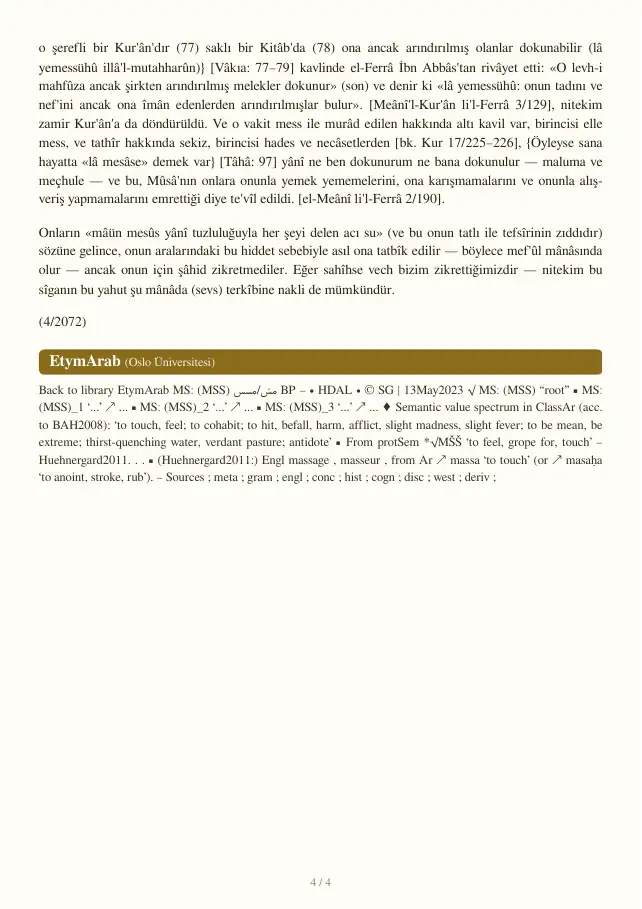 o şerefli bir Kur'ân'dır (77) saklı bir Kitâb'da (78) ona ancak arındırılmış olanlar dokunabilir (lâ
yemessühû illâ'l-mutahharûn)} [Vâkıa: 77–79] kavlinde el-Ferrâ İbn Abbâs'tan rivâyet etti: «O levh-i
mahfûza ancak şirkten arındırılmış melekler dokunur» (son) ve denir ki «lâ yemessühû: onun tadını ve
nef'ini ancak ona îmân edenlerden arındırılmışlar bulur». [Meânî'l-Kur'ân li'l-Ferrâ 3/129], nitekim
zamir Kur'ân'a da döndürüldü. Ve o vakit mess ile murâd edilen hakkında altı kavil var, birincisi elle
mess, ve tathîr hakkında sekiz, birincisi hades ve necâsetlerden [bk. Kur 17/225–226], {Öyleyse sana
hayatta «lâ mesâse» demek var} [Tâhâ: 97] yânî ne ben dokunurum ne bana dokunulur — maluma ve
meçhule — ve bu, Mûsâ'nın onlara onunla yemek yememelerini, ona karışmamalarını ve onunla alış-
veriş yapmamalarını emrettiği diye te'vîl edildi. [el-Meânî li'l-Ferrâ 2/190].
Onların «mâün mesûs yânî tuzluluğuyla her şeyi delen acı su» (ve bu onun tatlı ile tefsîrinin zıddıdır)
sözüne gelince, onun aralarındaki bu hiddet sebebiyle asıl ona tatbîk edilir — böylece mef'ûl mânâsında
olur — ancak onun için şâhid zikretmediler. Eğer sahîhse vech bizim zikrettiğimizdir — nitekim bu
sîganın bu yahut şu mânâda (sevs) terkîbine nakli de mümkündür.
(4/2072)
EtymArab (Oslo Üniversitesi)
Back to library EtymArab MS: (MSS) مسّ/مسس BP – • HDAL • © SG | 13May2023 √ MS: (MSS) “root” ▪ MS:
(MSS)_1 ‘...’ ↗ ... ▪ MS: (MSS)_2 ‘...’ ↗ ... ▪ MS: (MSS)_3 ‘...’ ↗ ... ♦ Semantic value spectrum in ClassAr (acc.
to BAH2008): ‘to touch, feel; to cohabit; to hit, befall, harm, afflict, slight madness, slight fever; to be mean, be
extreme; thirst-quenching water, verdant pasture; antidote’ ▪ From protSem *√MŠŠ ‘to feel, grope for, touch’ –
Huehnergard2011. . . ▪ (Huehnergard2011:) Engl massage , masseur , from Ar ↗ massa ‘to touch’ (or ↗ masaḥa
‘to anoint, stroke, rub’). – Sources ; meta ; gram ; engl ; conc ; hist ; cogn ; disc ; west ; deriv ;
4 / 4